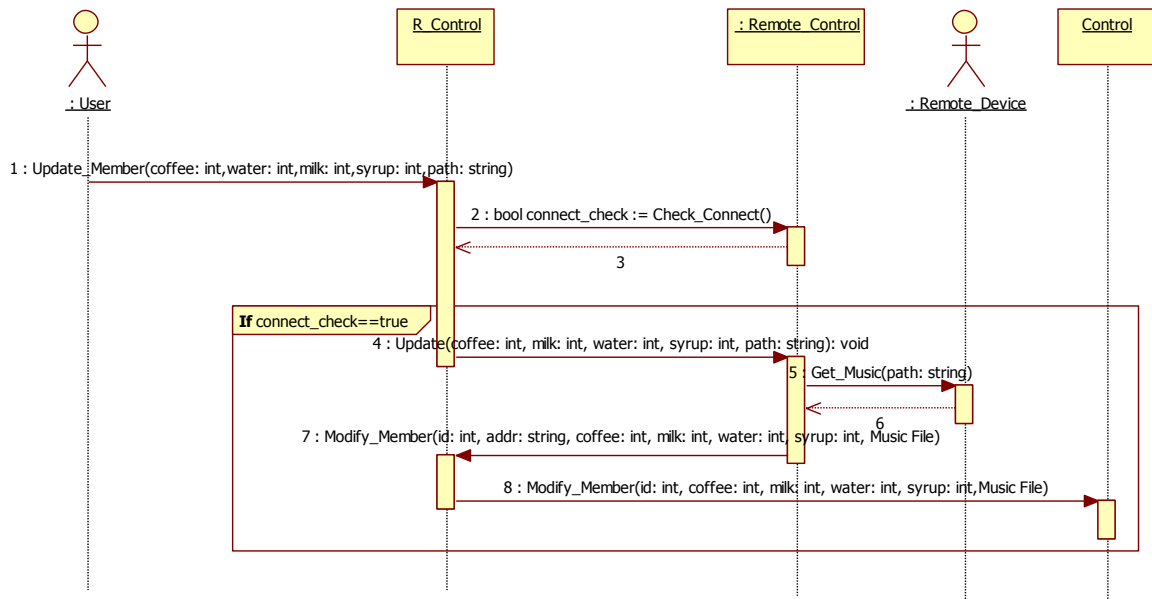 R_Control
: Remote_Control
Control
: User
: Remote_Device
1 : Update_Member(coffee: int,water: int,milk: int,syrup: int,path: string)
2 : bool connect_check := Check_Connect()
3
If connect_check==true
4 : Update(coffee: int, milk: int, water: int, syrup: int, path: string): void
5 : Get_Music(path: string)
6
7 : Modify_Member(id: int, addr: string, coffee: int, milk: int, water: int, syrup: int, Music File)
8 : Modify_Member(id: int, coffee: int, milk: int, water: int, syrup: int,Music File)